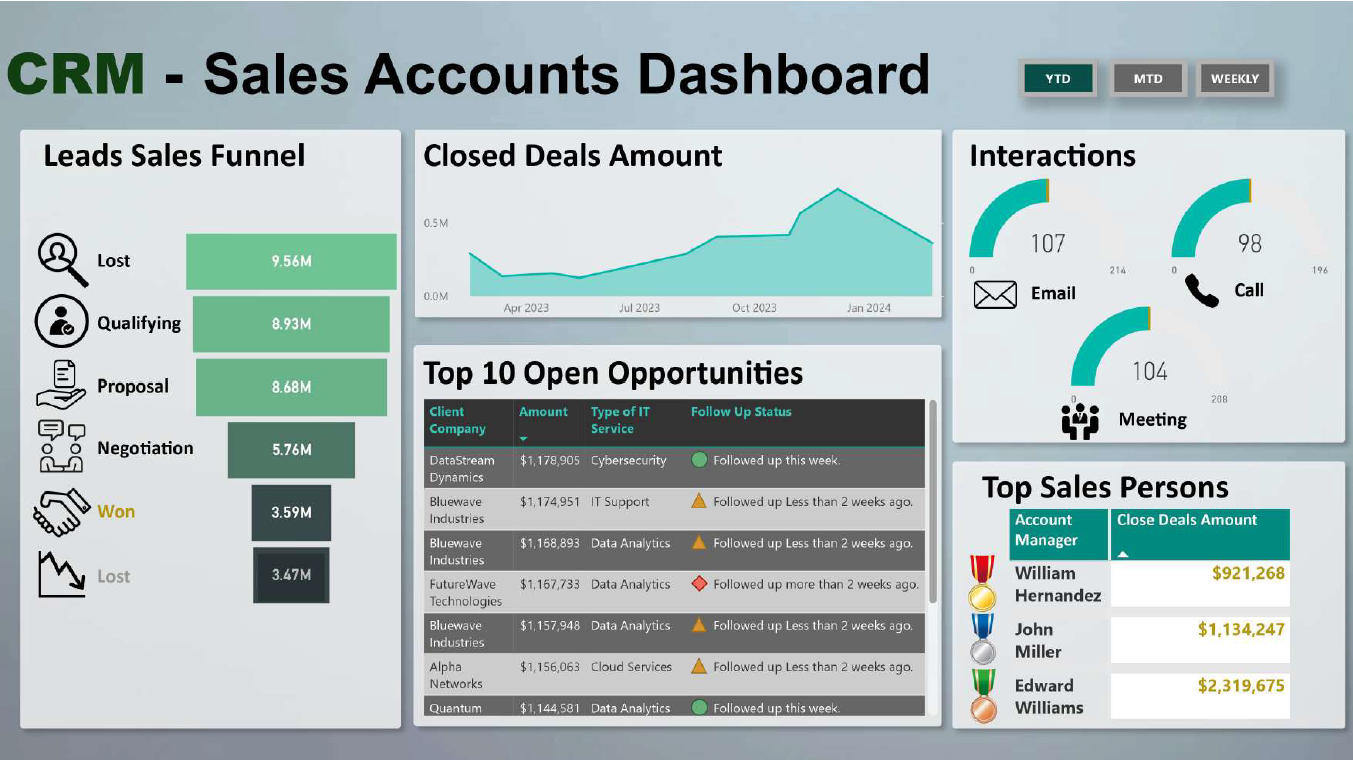 CRM - Sales Accounts Dashboard
YTD
MTD
WEEKLY
Leads Sales Funnel
Lost
9.56M
Qualifying
8.93M
Proposal
8.68M
Negotiation
5.76M
Won
3.59M
Lost
3.47M
Closed Deals Amount
0.5M
0.0M
Apr 2023 Jul 2023 Oct 2023 Jan 2024
Top 10 Open Opportunities
Client Company Amount Type of IT Service Follow Up Status
DataStream Dynamics $1,178,905 Cybersecurity Followed up this week.
Bluewave Industries $1,174,951 IT Support Followed up Less than 2 weeks ago.
Bluewave Industries $1,168,893 Data Analytics Followed up Less than 2 weeks ago.
FutureWave Technologies $1,167,733 Data Analytics Followed up more than 2 weeks ago.
Bluewave Industries $1,157,948 Data Analytics Followed up Less than 2 weeks ago.
Alpha Networks $1,156,063 Cloud Services Followed up Less than 2 weeks ago.
Quantum $1,144,581 Data Analytics Followed up this week.
Interactions
107
0 214
Email
98
0 196
Call
104
0 208
Meeting
Top Sales Persons
Account Manager Close Deals Amount
William Hernandez $921,268
John Miller $1,134,247
Edward Williams $2,319,675